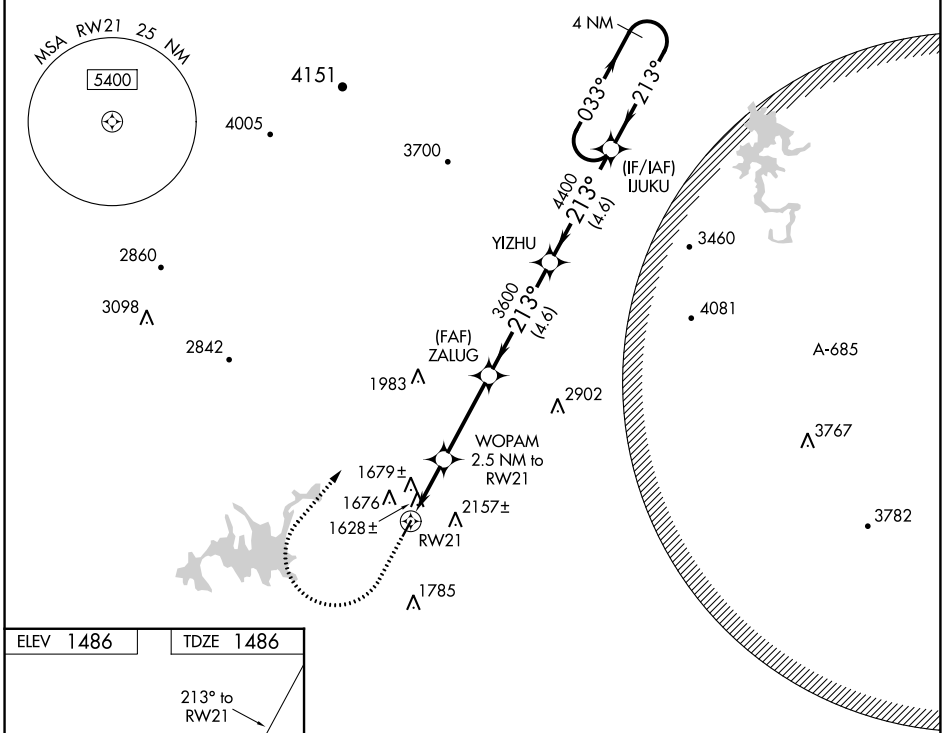 MSA RW21 25 NM
5400
4 NM
4151
4005
033°
213°
3700
(IF/IAF)
IJUKU
4400
213°
(4.6)
YIZHU
3460
2860
3098
3600
213°
(4.6)
4081
(FAF)
ZALUG
2842
A-685
1983
2902
3767
WOPAM
2.5 NM to
RW21
1679±
1676
1628±
2157±
RW21
3782
1785
ELEV 1486
TDZE 1486
213° to
RW21